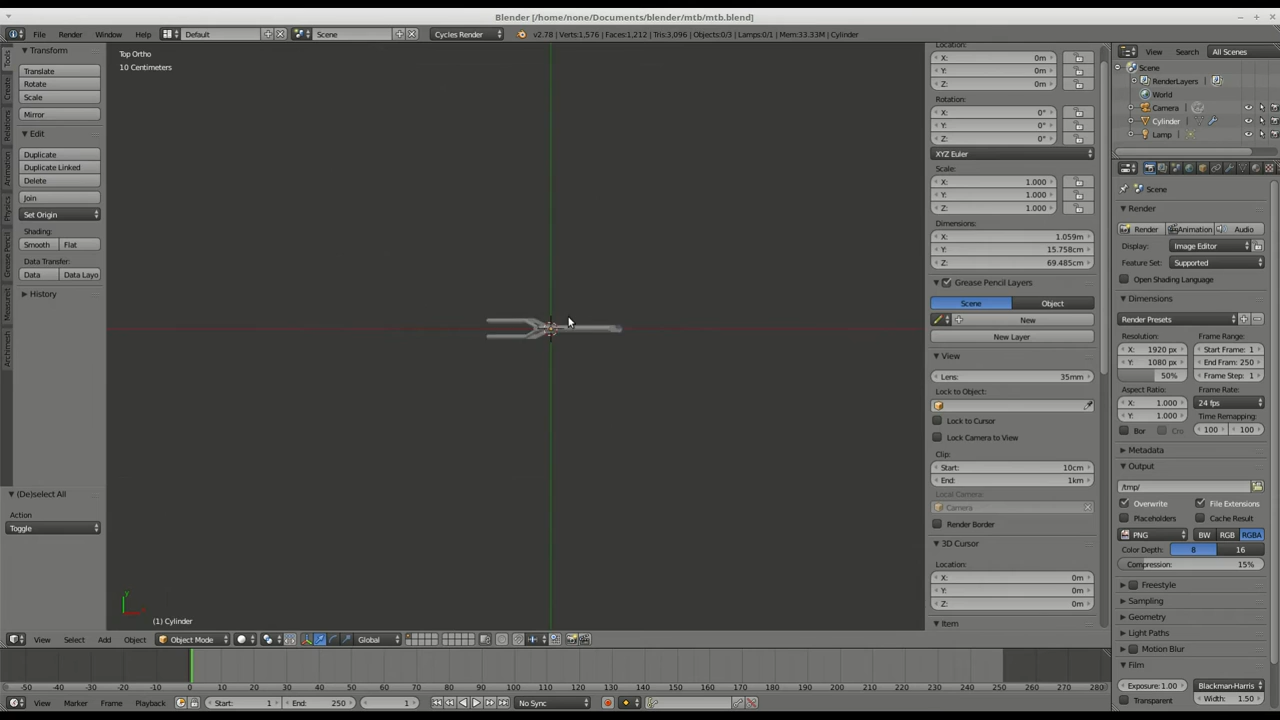 Blender [/home/none/Documents/blender/mtb/mtb.blend]
File Render Window Help Default Scene Cycles Render v2.78 | Verts:1,576 | Faces:1,212 | Tris:3,096 | Objects:0/3 | Lamps:0/1 | Mem:33.33M | Cylinder
Transform
Translate
Rotate
Scale
Mirror
Edit
Duplicate
Duplicate Linked
Delete
Join
Set Origin
Shading:
Smooth Flat
Data Transfer:
Data Data Layo
History
Tools
Create
Relations
Animation
Physics
Grease Pencil
Archimesh
(De)select All
Action
Toggle
Top Ortho
10 Centimeters
(1) Cylinder
Location:
X: 0m
Y: 0m
Z: 0m
Rotation:
X: 0°
Y: 0°
Z: 0°
XYZ Euler
Scale:
X: 1.000
Y: 1.000
Z: 1.000
Dimensions:
X: 1.059m
Y: 15.758cm
Z: 69.485cm
Grease Pencil Layers
Scene Object
New
New Layer
View
Lens: 35mm
Lock to Object:
Lock to Cursor
Lock Camera to View
Clip:
Start: 10cm
End: 1km
Local Camera:
Camera
Render Border
3D Cursor
Location:
X: 0m
Y: 0m
Z: 0m
Item
View Search All Scenes
Scene
RenderLayers
World
Camera
Cylinder
Lamp
Scene
Render
Render Animation Audio
Display: Image Editor
Feature Set: Supported
Open Shading Language
Dimensions
Render Presets
Resolution: Frame Range:
X: 1920 px Start Frame: 1
Y: 1080 px End Fram: 250
50% Frame Step: 1
Aspect Ratio: Frame Rate:
X: 1.000 24 fps
Y: 1.000 Time Remapping:
Bor Cro 100 100
Metadata
Output
/tmp/
Overwrite File Extensions
Placeholders Cache Result
PNG BW RGB RGBA
Color Depth: 8 16
Compression: 15%
Freestyle
Sampling
Geometry
Light Paths
Motion Blur
Film
Exposure: 1.00 Blackman-Harris
Transparent Width: 1.50
View Select Add Object Object Mode Global
-50 -40 -30 -20 -10 0 10 20 30 40 50 60 70 80 90 100 110 120 130 140 150 160 170 180 190 200 210 220 230 240 250 260 270 280
View Marker Frame Playback Start: 1 End: 250 1 No Sync